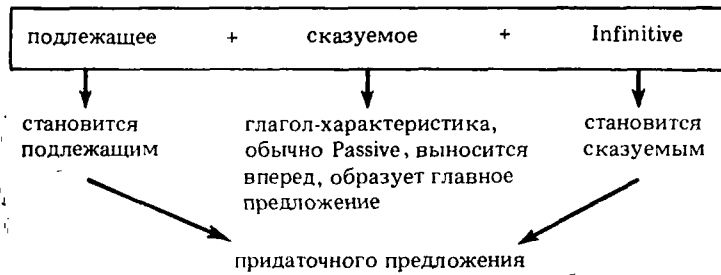 подлежащее + сказуемое + Infinitive
становится подлежащим
глагол-характеристика, обычно Passive, выносится вперед, образует главное предложение
становится сказуемым
придаточного предложения